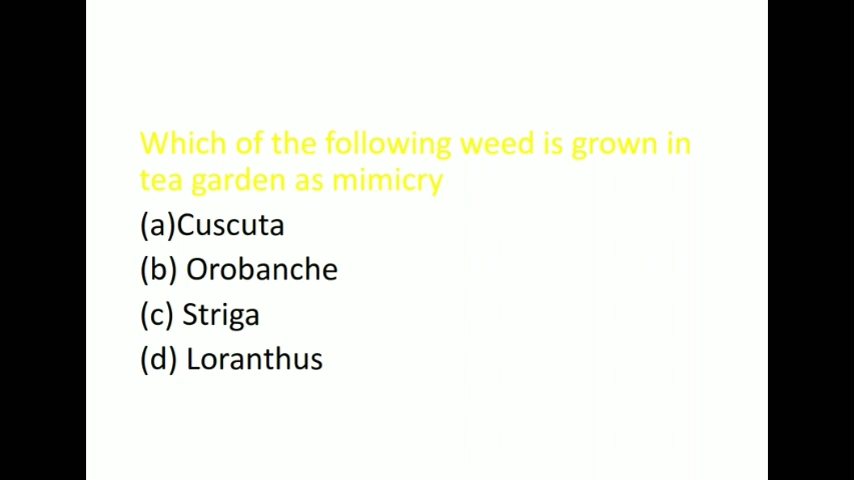 Which of the following weed is grown in
tea garden as mimicry
(a)Cuscuta
(b) Orobanche
(c) Striga
(d) Loranthus